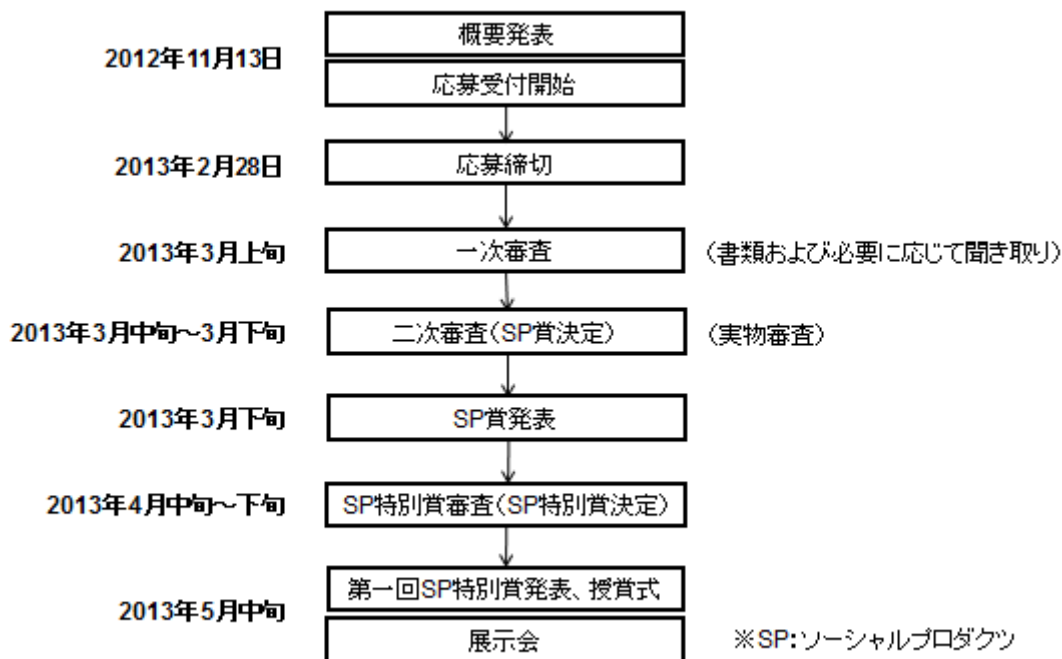 概要発表
2012年11月13日
応募受付開始
2013年2月28日
応募締切
2013年3月上旬
一次審査
（書類および必要に応じて聞き取り）
2013年3月中旬～3月下旬
二次審査（SP賞決定）
（実物審査）
2013年3月下旬
SP賞発表
2013年4月中旬～下旬
SP特別賞審査（SP特別賞決定）
第一回SP特別賞発表、授賞式
2013年5月中旬
展示会
※SP：ソーシャルプロダクツ